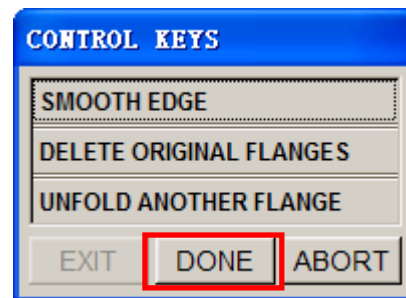 CONTROL KEYS
SMOOTH EDGE
DELETE ORIGINAL FLANGES
UNFOLD ANOTHER FLANGE
EXIT DONE ABORT